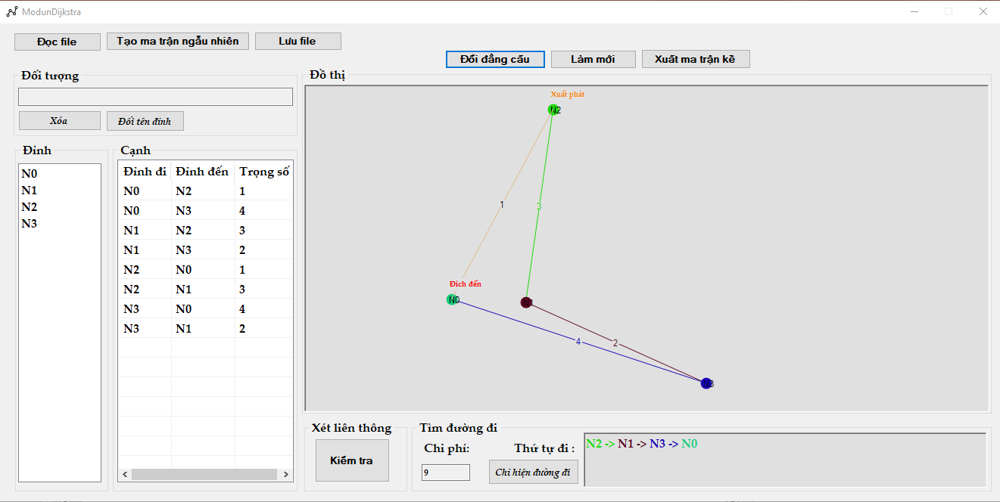 ModunDijkstra
Đọc file
Tạo ma trận ngẫu nhiên
Lưu file
Đổi đẳng cấu
Làm mới
Xuất ma trận kề
Đối tượng
Xóa
Đổi tên đỉnh
Đỉnh
N0
N1
N2
N3
Cạnh
Đỉnh đi Đỉnh đến Trọng số
N0 N2 1
N0 N3 4
N1 N2 3
N1 N3 2
N2 N0 1
N2 N1 3
N3 N0 4
N3 N1 2
Đồ thị
Xuất phát
N2
1
3
Đích đến
N0
N1
4
2
N3
Xét liên thông
Kiểm tra
Tìm đường đi
Chi phí:
9
Thứ tự đi :
Chỉ hiện đường đi
N2 -> N1 -> N3 -> N0